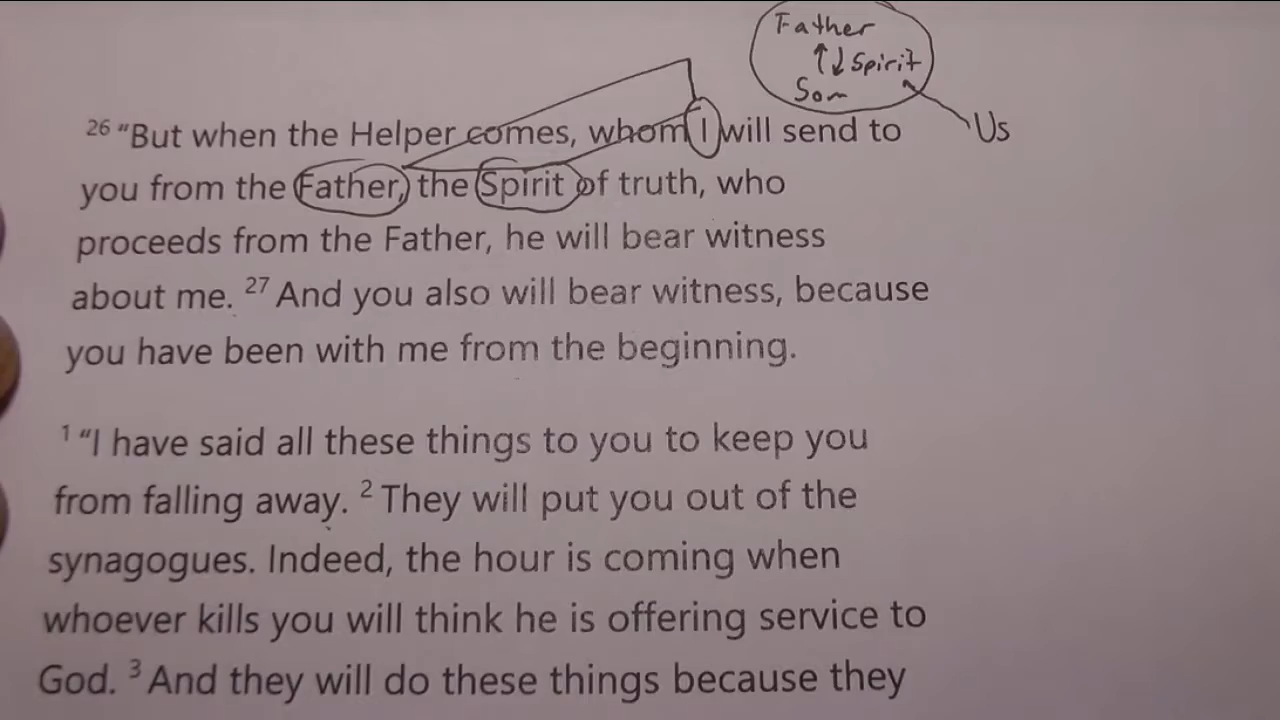 Father
↑↓ Spirit
Son
Us
26 “But when the Helper comes, whom I will send to
you from the Father, the Spirit of truth, who
proceeds from the Father, he will bear witness
about me. 27 And you also will bear witness, because
you have been with me from the beginning.
1 “I have said all these things to you to keep you
from falling away. 2 They will put you out of the
synagogues. Indeed, the hour is coming when
whoever kills you will think he is offering service to
God. 3 And they will do these things because they